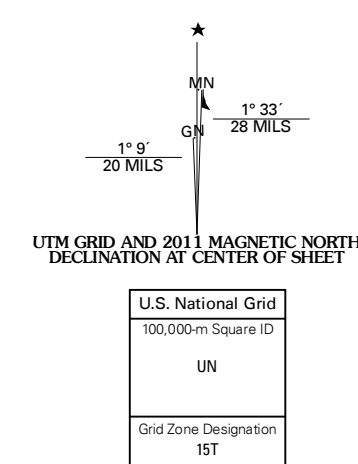 MN
1° 33´
28 MILS
GN
1° 9´
20 MILS
UTM GRID AND 2011 MAGNETIC NORTH
DECLINATION AT CENTER OF SHEET
U.S. National Grid
100,000-m Square ID
UN
Grid Zone Designation
15T